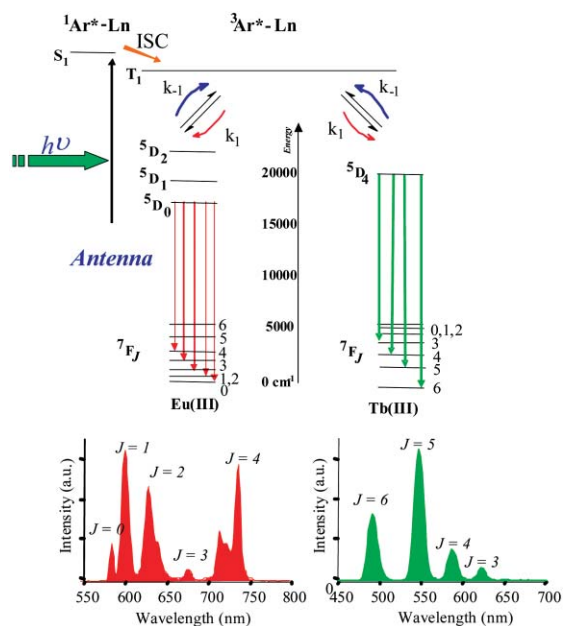 ¹Ar*-Ln ³Ar*-Ln
S₁ ISC
T₁
k₋₁ k₋₁
k₁ k₁
hυ
Energy
⁵D₂
⁵D₁
⁵D₀
⁵D₄
20000
15000
10000
5000
0 cm¹
Antenna
⁷F_J
6
5
4
3
1,2
0
Eu(III)
⁷F_J
0,1,2
3
4
5
6
Tb(III)
Intensity (a.u.)
J = 0
J = 1
J = 2
J = 3
J = 4
550 600 650 700 750 800
Wavelength (nm)
Intensity (a.u.)
J = 6
J = 5
J = 4
J = 3
0
450 500 550 600 650 700
Wavelength (nm)